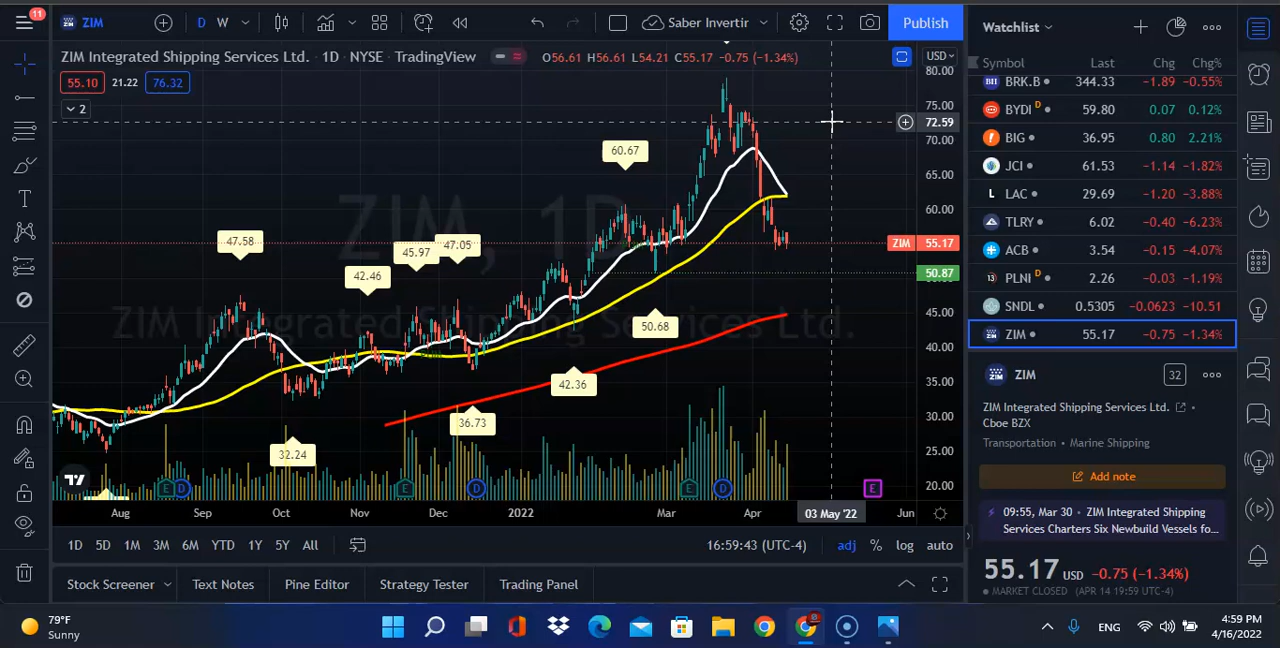 11
ZIM
D
W
Saber Invertir
Publish
ZIM Integrated Shipping Services Ltd. · 1D · NYSE · TradingView
O56.61 H56.61 L54.21 C55.17 -0.75 (-1.34%)
USD
55.10 21.22 76.32
2
ZIM, 1D
ZIM Integrated Shipping Services Ltd.
80.00
75.00
72.59
70.00
65.00
60.00
ZIM 55.17
50.87
45.00
40.00
35.00
30.00
25.00
20.00
60.67
47.58
45.97
47.05
42.46
50.68
42.36
36.73
32.24
E D E D E D E
Aug Sep Oct Nov Dec 2022 Mar Apr 03 May '22 Jun
1D 5D 1M 3M 6M YTD 1Y 5Y All
16:59:43 (UTC-4) adj % log auto
Stock Screener Text Notes Pine Editor Strategy Tester Trading Panel
Watchlist
Symbol Last Chg Chg%
BRK.B 344.33 -1.89 -0.55%
BYDI D 59.80 0.07 0.12%
BIG 36.95 0.80 2.21%
JCI 61.53 -1.14 -1.82%
LAC 29.69 -1.20 -3.88%
TLRY 6.02 -0.40 -6.23%
ACB 3.54 -0.15 -4.07%
PLNI D 2.26 -0.03 -1.19%
SNDL 0.5305 -0.0623 -10.51
ZIM 55.17 -0.75 -1.34%
ZIM
32
ZIM Integrated Shipping Services Ltd. ·
Cboe BZX
Transportation · Marine Shipping
Add note
09:55, Mar 30 · ZIM Integrated Shipping
Services Charters Six Newbuild Vessels fo...
55.17 USD -0.75 (-1.34%)
MARKET CLOSED (APR 14 19:59 UTC-4)
79°F
Sunny
ENG
4:59 PM
4/16/2022